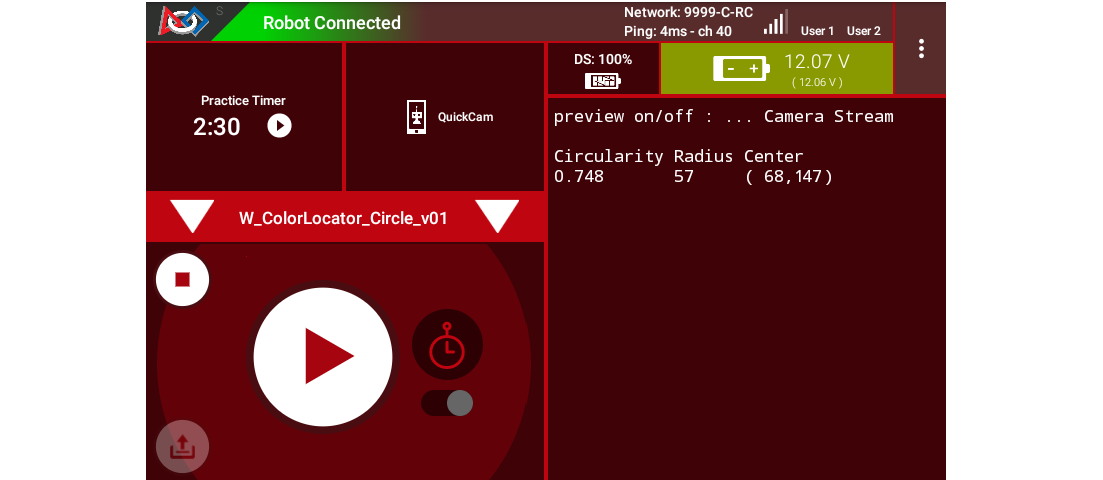 S
Robot Connected
Network: 9999-C-RC
Ping: 4ms - ch 40
User 1 User 2
Practice Timer
2:30
QuickCam
DS: 100%
- +
12.07 V
( 12.06 V )
W_ColorLocator_Circle_v01
preview on/off : ... Camera Stream
Circularity Radius Center
0.748 57 ( 68,147)